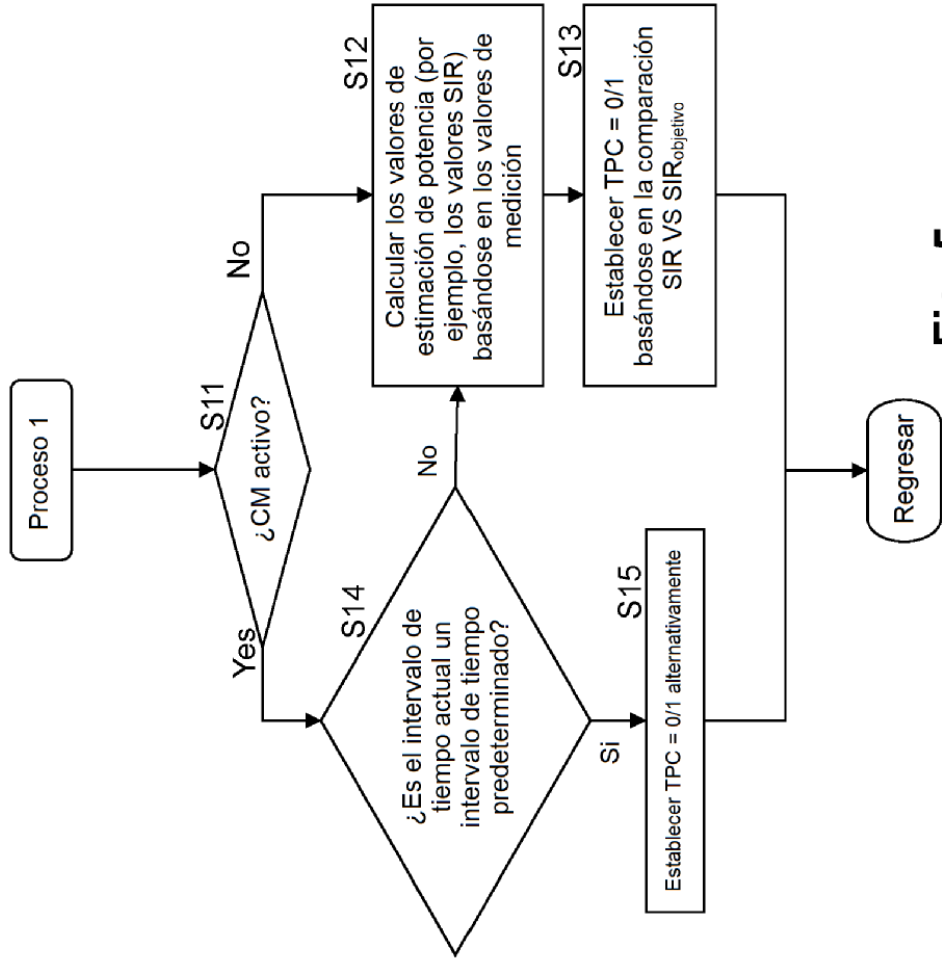 Proceso 1
S11
¿CM activo?
Yes
No
S14
¿Es el intervalo de
tiempo actual un
intervalo de tiempo
predeterminado?
No
Si
S12
Calcular los valores de
estimación de potencia (por
ejemplo, los valores SIR)
basándose en los valores de
medición
S13
Establecer TPC = 0/1
basándose en la comparación
SIR VS SIRobjetivo
S15
Establecer TPC = 0/1 alternativamente
Regresar